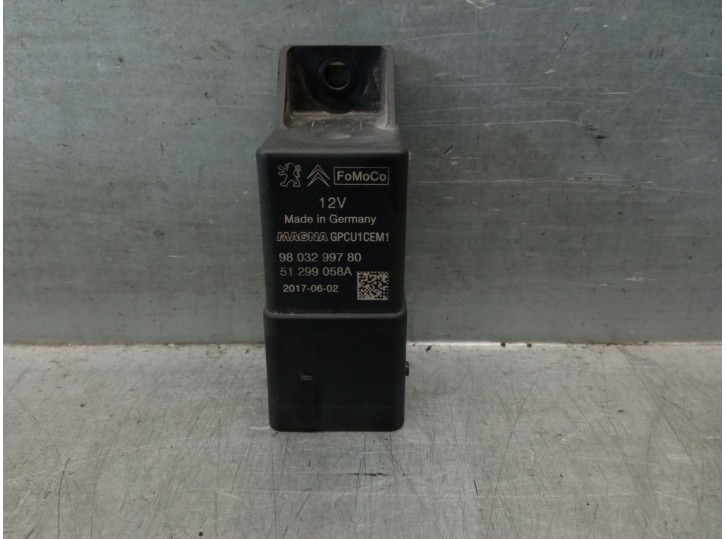 FoMoCo
12V
Made in Germany
MAGNA GPCU1CEM1
98 032 997 80
51 299 058A
2017-06-02